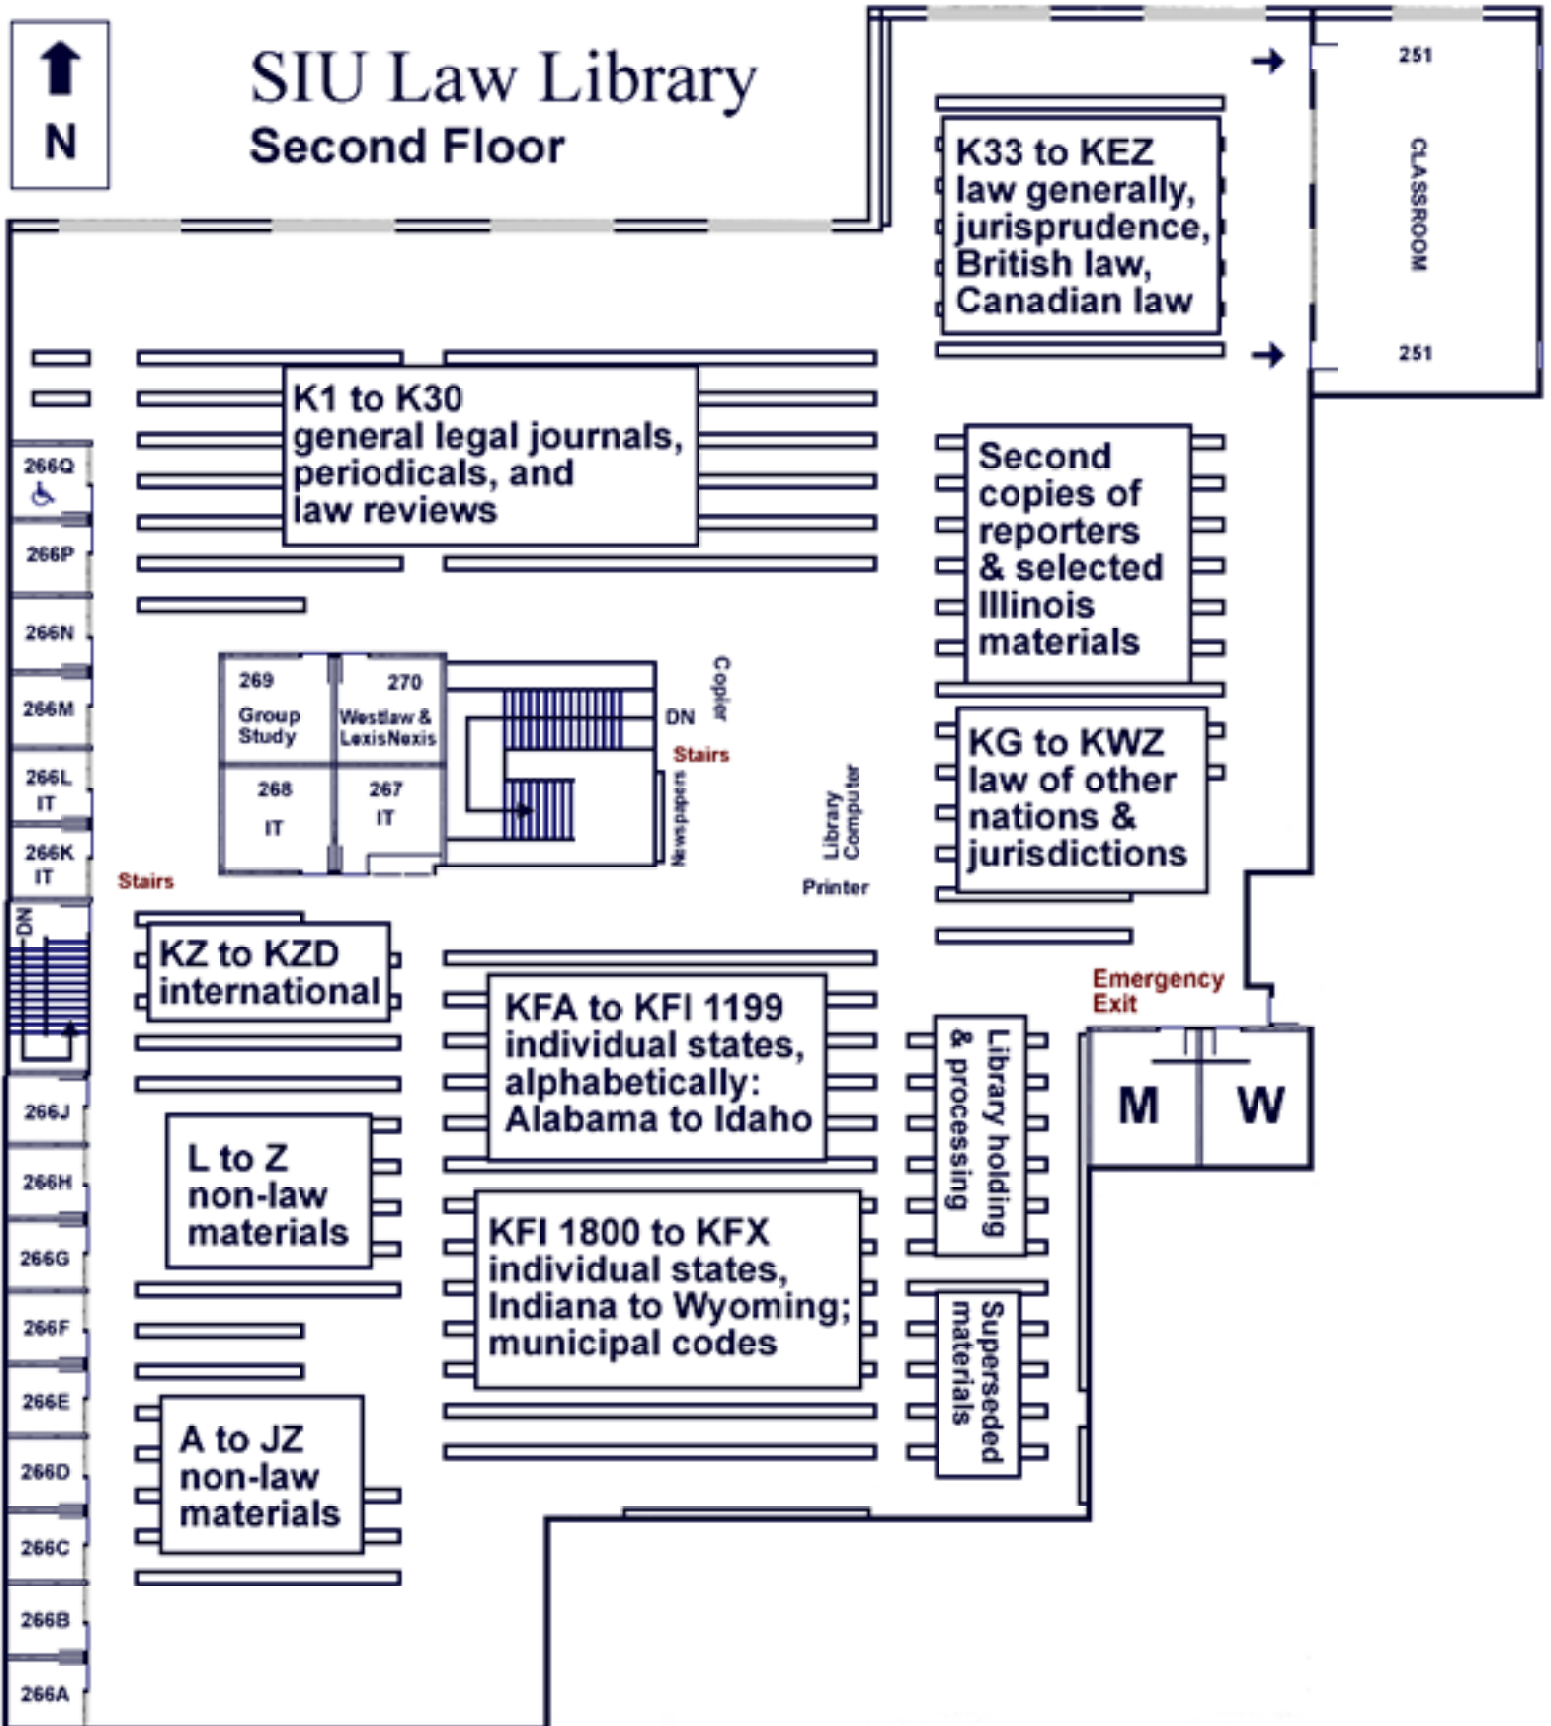 N
SIU Law Library
Second Floor
251
CLASSROOM
251
K33 to KEZ
law generally,
jurisprudence,
British law,
Canadian law
K1 to K30
general legal journals,
periodicals, and
law reviews
Second
copies of
reporters
& selected
Illinois
materials
266Q
266P
266N
266M
266L
IT
266K
IT
269
Group
Study
270
Westlaw &
LexisNexis
268
IT
267
IT
DN
Copier
Stairs
Newspapers
Library
Computer
Printer
KG to KWZ
law of other
nations &
jurisdictions
Stairs
DN
KZ to KZD
international
KFA to KFI 1199
individual states,
alphabetically:
Alabama to Idaho
Emergency
Exit
Library holding
& processing
M
W
266J
266H
266G
266F
266E
266D
266C
266B
266A
L to Z
non-law
materials
KFI 1800 to KFX
individual states,
Indiana to Wyoming;
municipal codes
Superseded
materials
A to JZ
non-law
materials